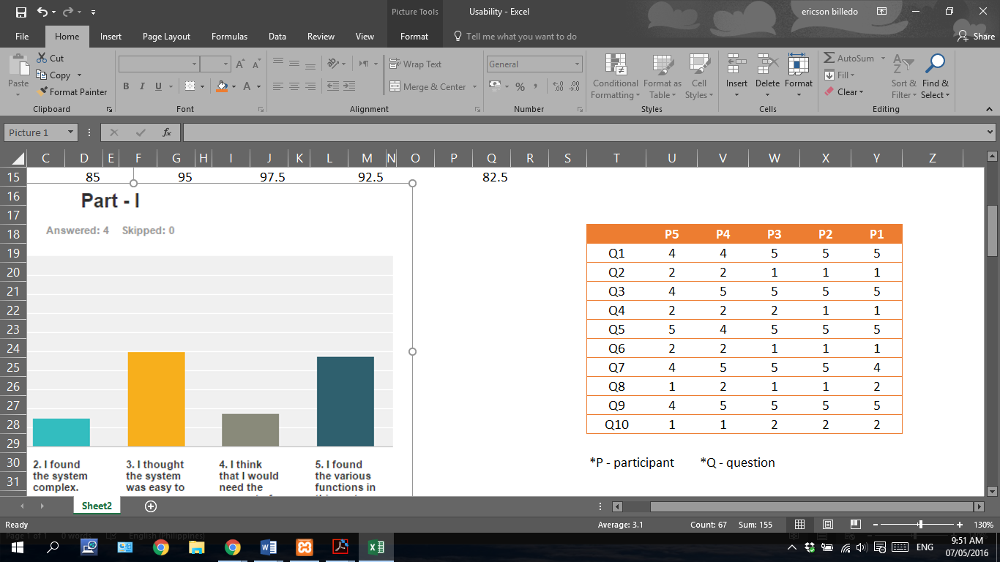 Picture Tools
Usability - Excel
ericson billedo
File Home Insert Page Layout Formulas Data Review View Format Tell me what you want to do Share
Paste
Cut
Copy
Format Painter
Clipboard
B I U
Font
Wrap Text
Merge & Center
Alignment
General
% ,
Number
Conditional Formatting
Format as Table
Cell Styles
Styles
Insert Delete Format
Cells
AutoSum
Fill
Clear
Sort & Filter
Find & Select
Editing
Picture 1
fx
C D E F G H I J K L M N O P Q R S T U V W X Y Z
15 85 95 97.5 92.5 82.5
16
17
18
19
20
21
22
23
24
25
26
27
28
29
30
31
Part - I
Answered: 4 Skipped: 0
2. I found
the system
complex.
3. I thought
the system
was easy to
4. I think
that I would
need the
5. I found
the various
functions in
P5 P4 P3 P2 P1
Q1 4 4 5 5 5
Q2 2 2 1 1 1
Q3 4 5 5 5 5
Q4 2 2 2 1 1
Q5 5 4 5 5 5
Q6 2 2 1 1 1
Q7 4 5 5 5 4
Q8 1 2 1 1 2
Q9 4 5 5 5 5
Q10 1 1 2 2 2
*P - participant *Q - question
Sheet2
Ready
Average: 3.1 Count: 67 Sum: 155
130%
Page 1 of 1 0 words English (Philippines)
ENG
9:51 AM
07/05/2016